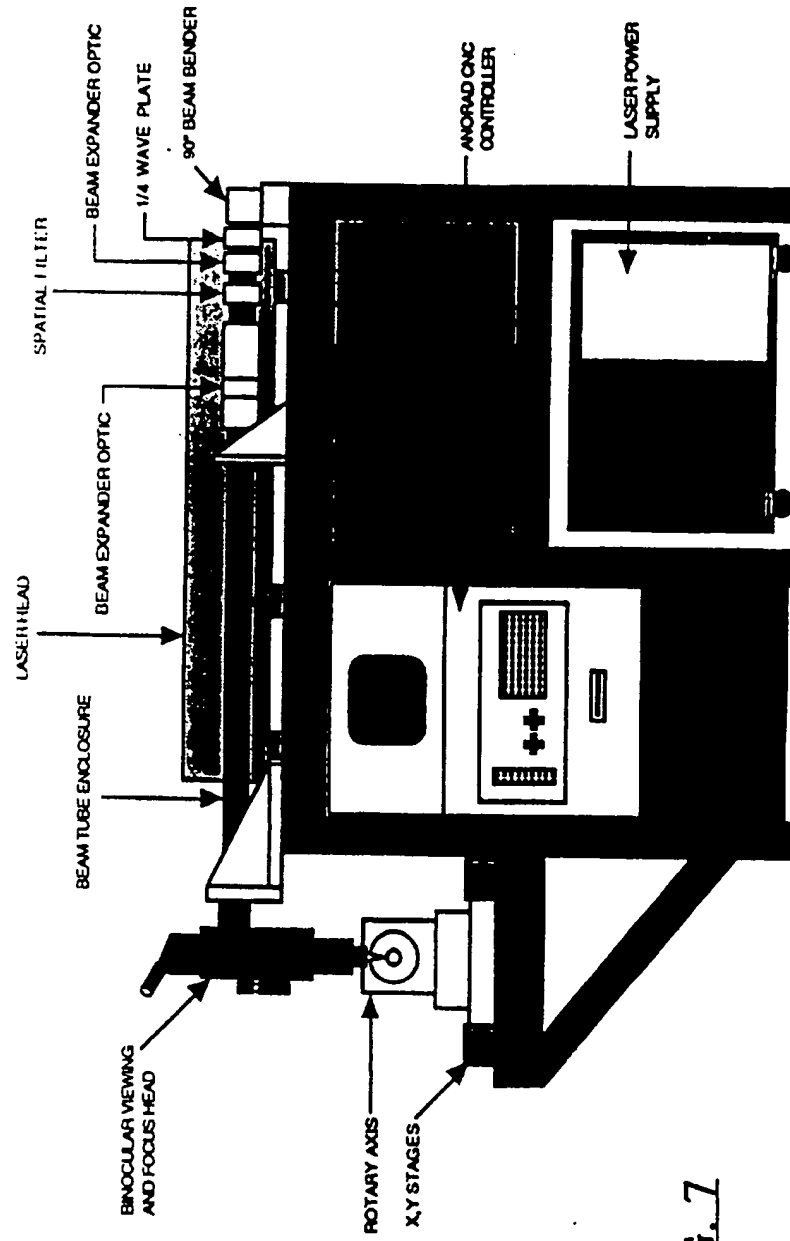 BINOCULAR VIEWING
AND FOCUS HEAD
BEAM TUBE ENCLOSURE
LASER HEAD
BEAM EXPANDER OPTIC
SPATIAL FILTER
BEAM EXPANDER OPTIC
1/4 WAVE PLATE
90° BEAM BENDER
ROTARY AXIS
X,Y STAGES
ANORAD CNC
CONTROLLER
LASER POWER
SUPPLY
7